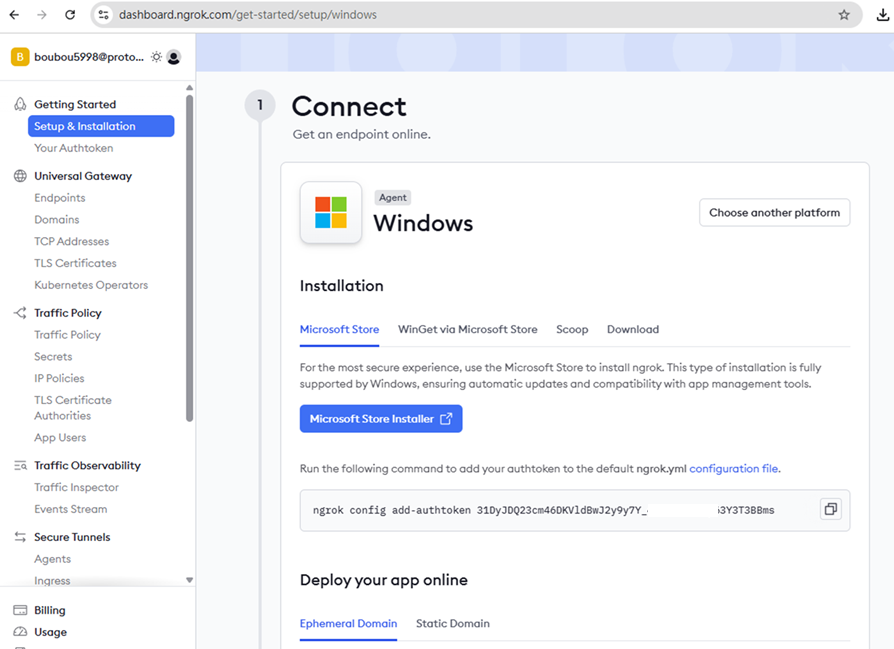 dashboard.ngrok.com/get-started/setup/windows
B boubou5998@proto...
Getting Started
Setup & Installation
Your Authtoken
Universal Gateway
Endpoints
Domains
TCP Addresses
TLS Certificates
Kubernetes Operators
Traffic Policy
Traffic Policy
Secrets
IP Policies
TLS Certificate
Authorities
App Users
Traffic Observability
Traffic Inspector
Events Stream
Secure Tunnels
Agents
Ingress
Billing
Usage
1 Connect
Get an endpoint online.
Agent
Windows
Choose another platform
Installation
Microsoft Store WinGet via Microsoft Store Scoop Download
For the most secure experience, use the Microsoft Store to install ngrok. This type of installation is fully
supported by Windows, ensuring automatic updates and compatibility with app management tools.
Microsoft Store Installer
Run the following command to add your authtoken to the default ngrok.yml configuration file.
ngrok config add-authtoken 31DyJDQ23cm46DKVldBwJ2y9y7Y_ 3Y3T3BBms
Deploy your app online
Ephemeral Domain Static Domain